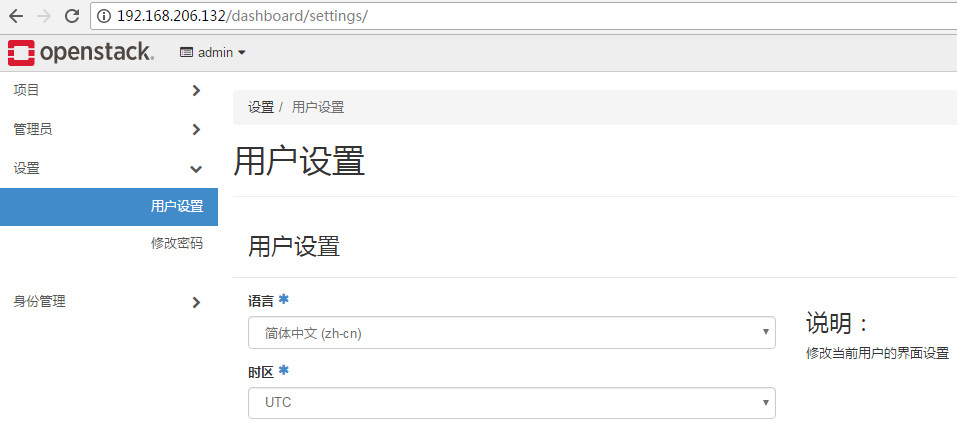 192.168.206.132/dashboard/settings/
openstack.
admin
项目
管理员
设置
用户设置
修改密码
身份管理
设置 / 用户设置
用户设置
用户设置
语言 *
简体中文 (zh-cn)
时区 *
UTC
说明：
修改当前用户的界面设置